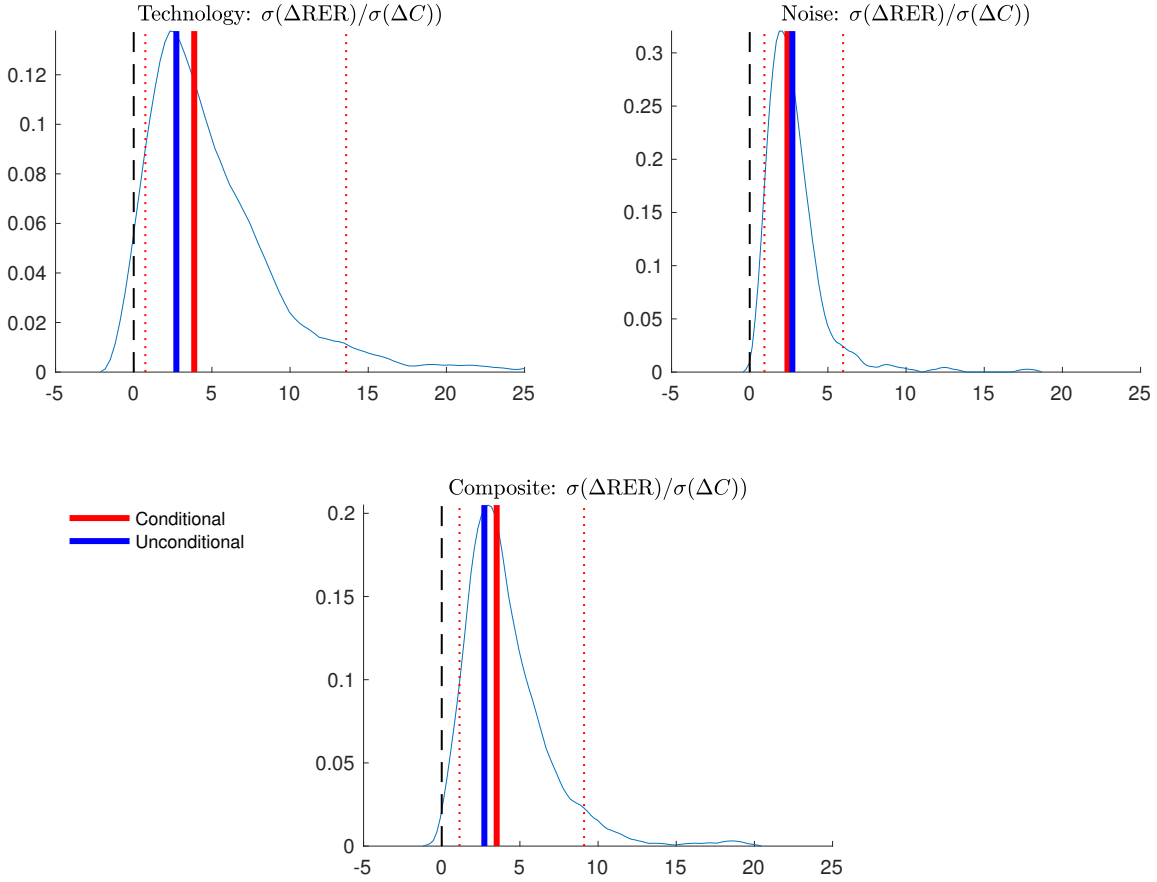 Technology: σ(ΔRER)/σ(ΔC))
0.12
0.1
0.08
0.06
0.04
0.02
0
-5 0 5 10 15 20 25
Noise: σ(ΔRER)/σ(ΔC))
0.3
0.25
0.2
0.15
0.1
0.05
0
-5 0 5 10 15 20 25
Conditional
Unconditional
Composite: σ(ΔRER)/σ(ΔC))
0.2
0.15
0.1
0.05
0
-5 0 5 10 15 20 25